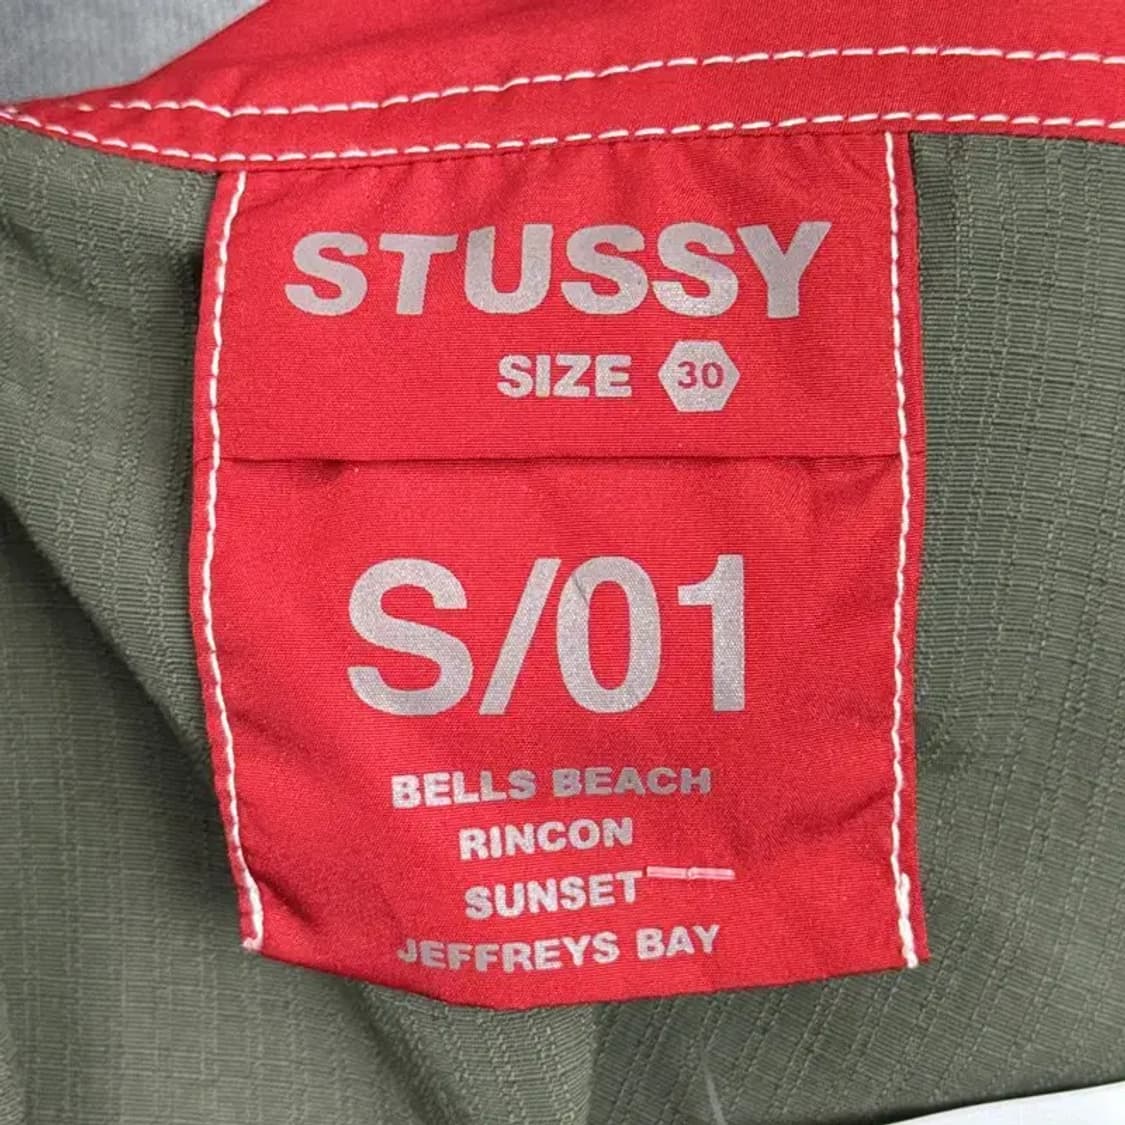 STUSSY
SIZE 30
S/01
BELLS BEACH
RINCON
SUNSET
JEFFREYS BAY